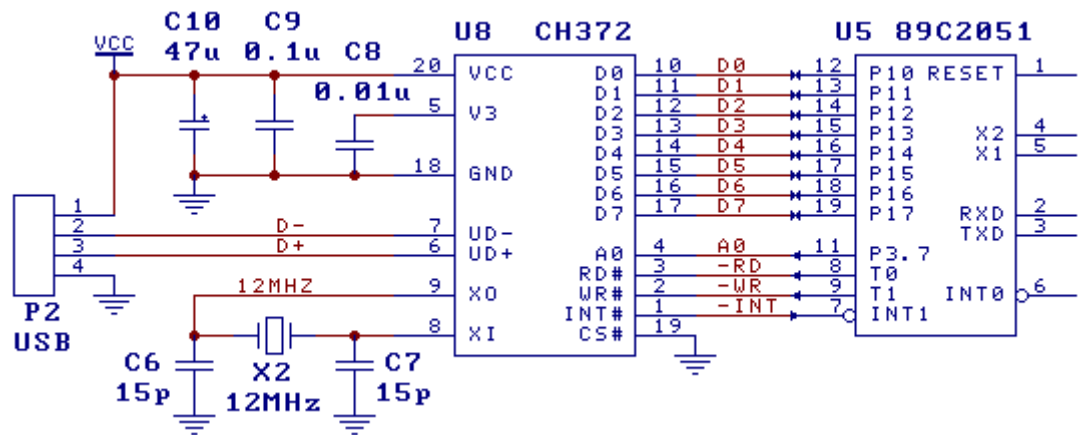 C10
47u
C9
0.1u
C8
0.01u
VCC
U8 CH372
U5 89C2051
20 VCC
5 V3
18 GND
7 UD-
6 UD+
9 XO
8 XI
D0 10 D0 12 P10
D1 11 D1 13 P11
D2 12 D2 14 P12
D3 13 D3 15 P13
D4 14 D4 16 P14
D5 15 D5 17 P15
D6 16 D6 18 P16
D7 17 D7 19 P17
A0 4 A0 11 P3.7
RD# 3 -RD 8 T0
WR# 2 -WR 9 T1
INT# 1 -INT 7 INT1
CS# 19
RESET 1
X2 4
X1 5
RXD 2
TXD 3
INT0 6
1
2
3
4
D-
D+
12MHZ
P2
USB
C6
15p
X2
12MHz
C7
15p